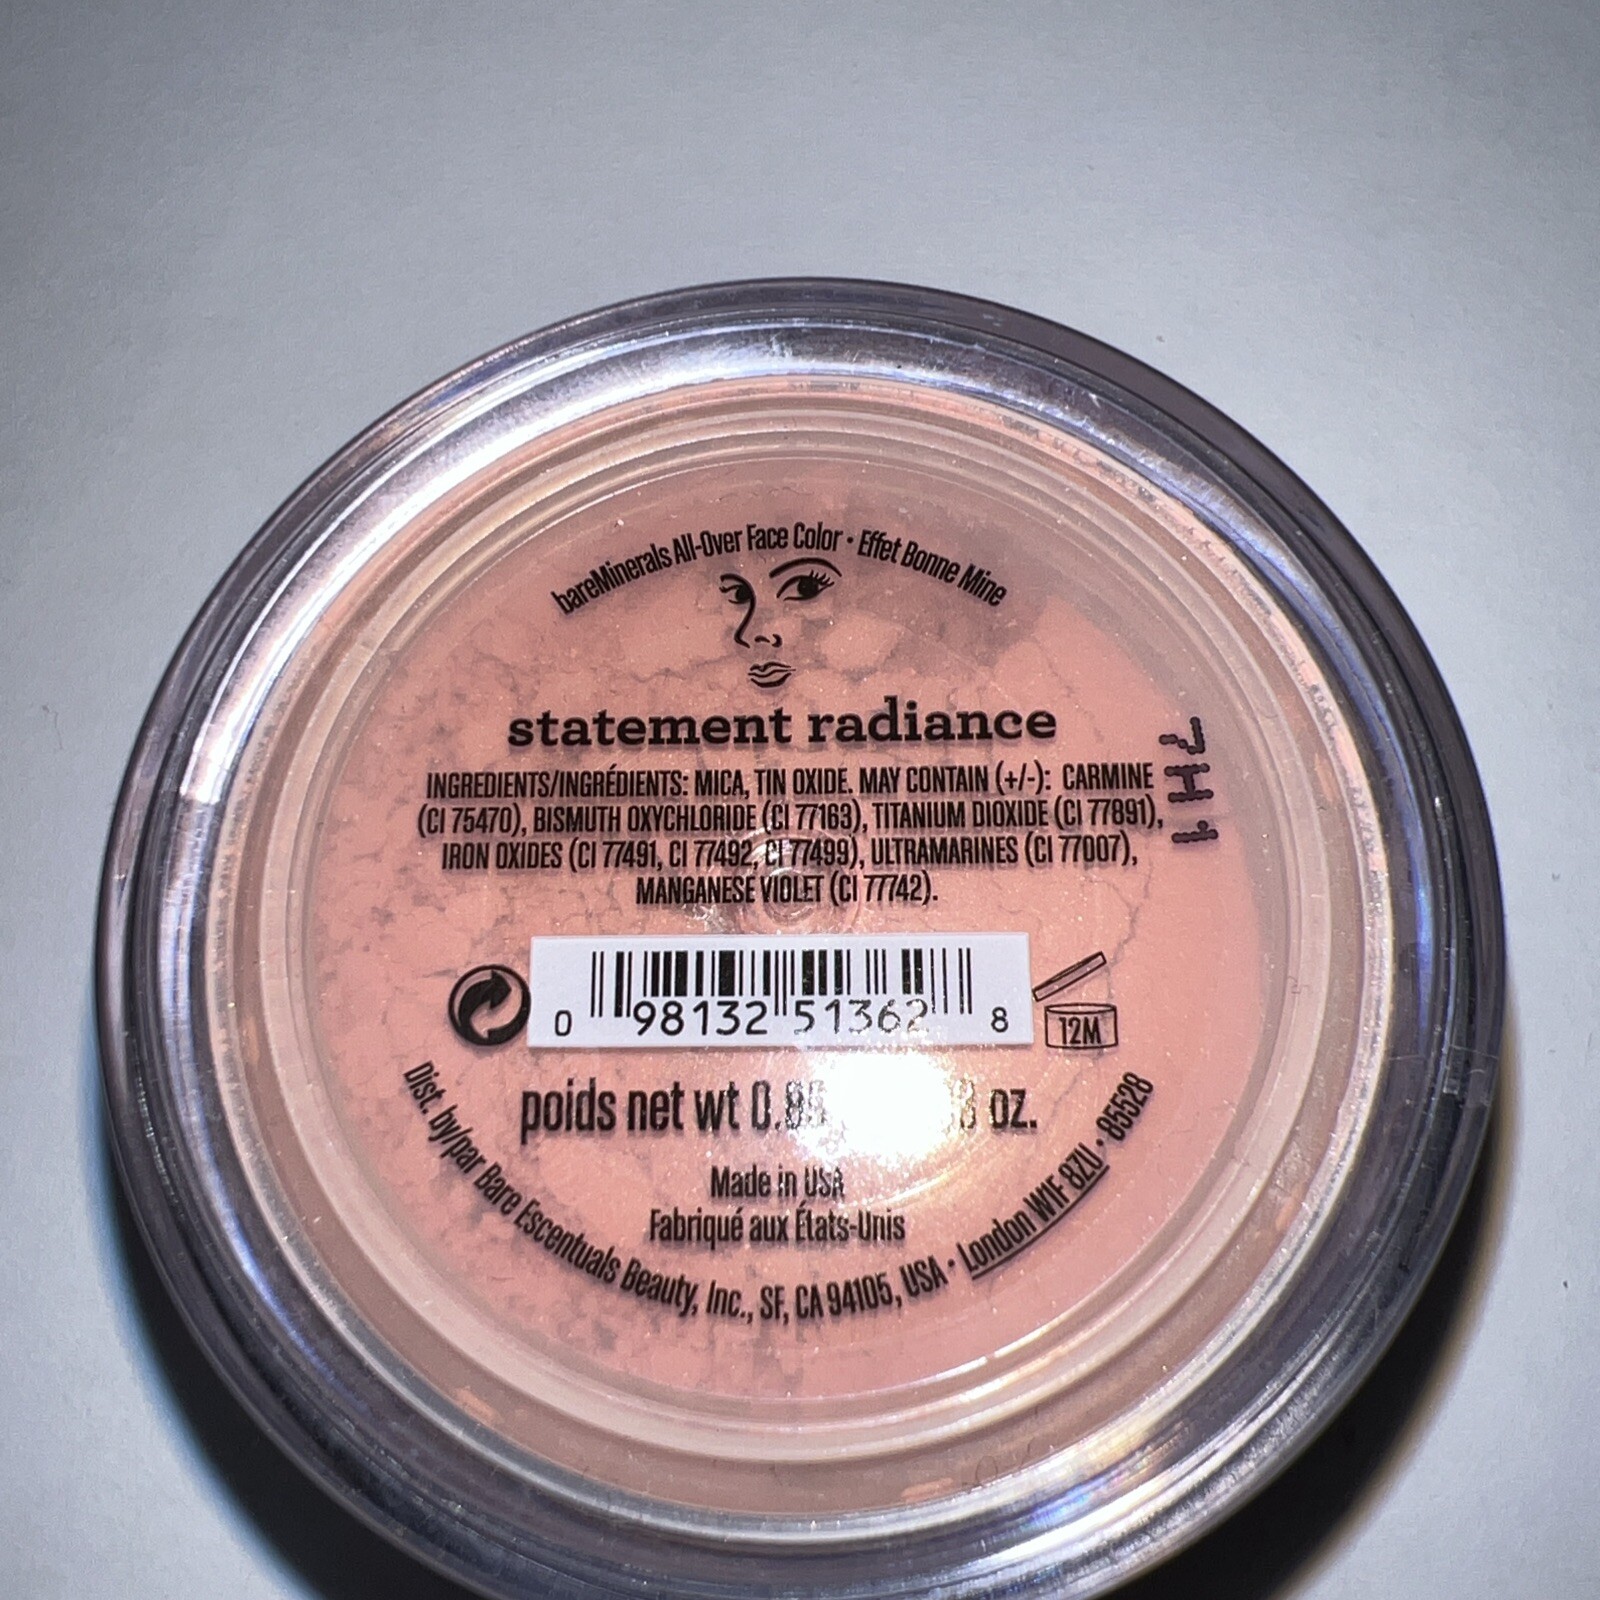 bareMinerals All-Over Face Color • Effet Bonne Mine
statement radiance
INGREDIENTS/INGRÉDIENTS: MICA, TIN OXIDE. MAY CONTAIN (+/-): CARMINE
(CI 75470), BISMUTH OXYCHLORIDE (CI 77163), TITANIUM DIOXIDE (CI 77891),
IRON OXIDES (CI 77491, CI 77492, CI 77499), ULTRAMARINES (CI 77007),
MANGANESE VIOLET (CI 77742).
0 98132 51362 8
12M
poids net wt oz.
Made in USA
Fabriqué aux États-Unis
Dist. by/par Bare Escentuals Beauty, Inc., SF, CA 94105, USA • London W1F 8ZU • 85528